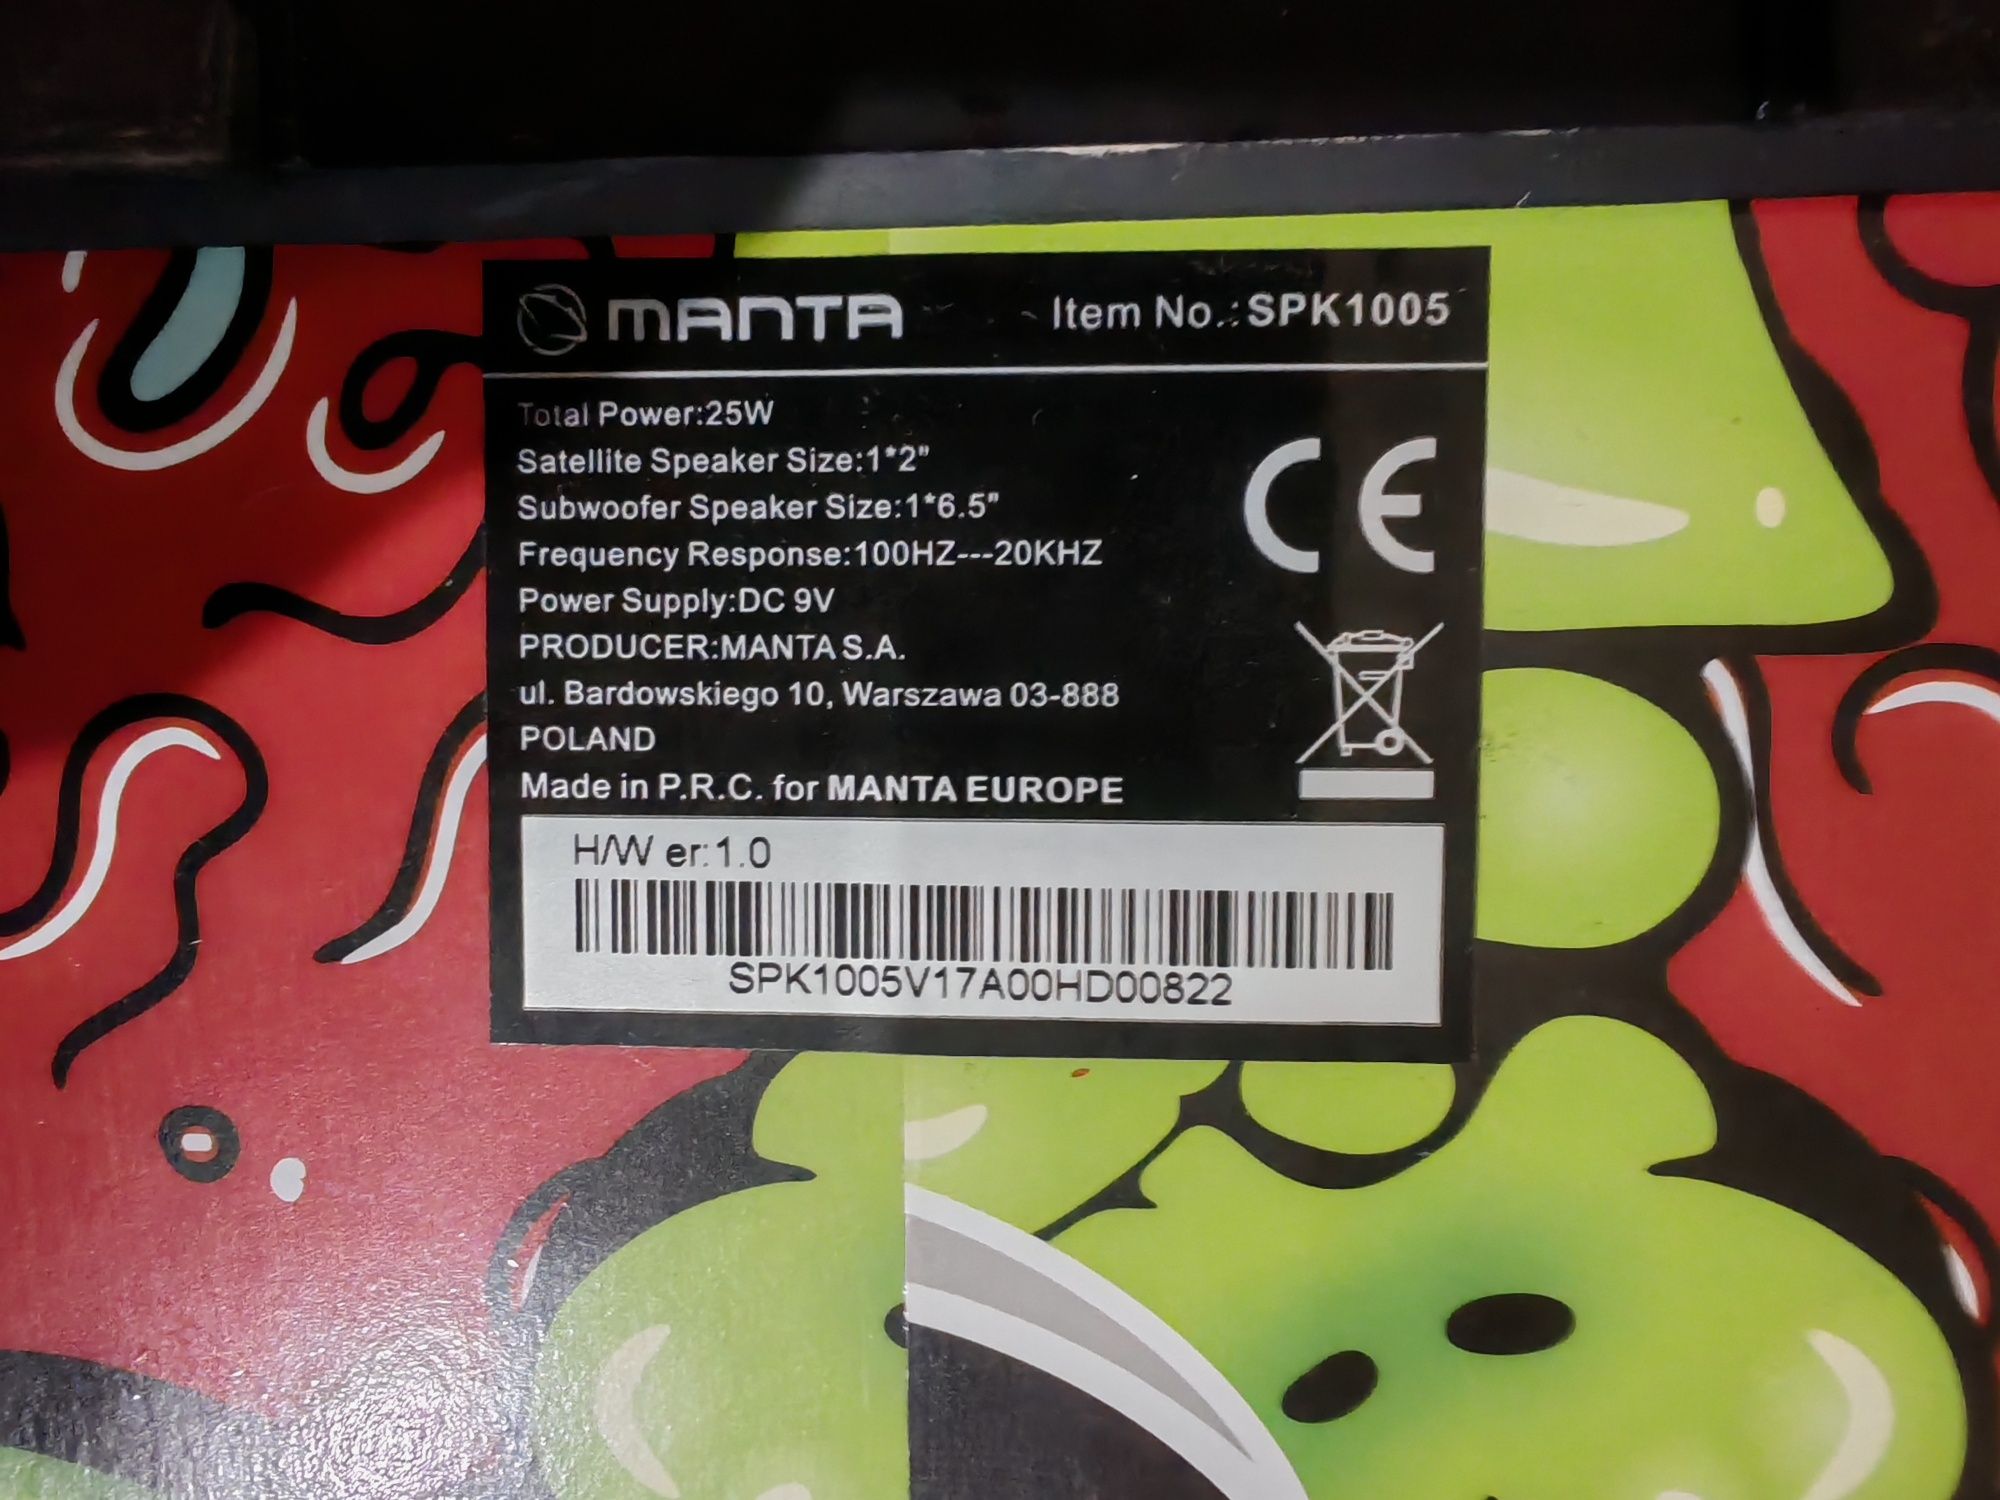 MANTA Item No.:SPK1005
Total Power:25W
Satellite Speaker Size:1*2"
Subwoofer Speaker Size:1*6.5"
Frequency Response:100HZ---20KHZ
Power Supply:DC 9V
PRODUCER:MANTA S.A.
ul. Bardowskiego 10, Warszawa 03-888
POLAND
Made in P.R.C. for MANTA EUROPE
CE
H/W er:1.0
SPK1005V17A00HD00822